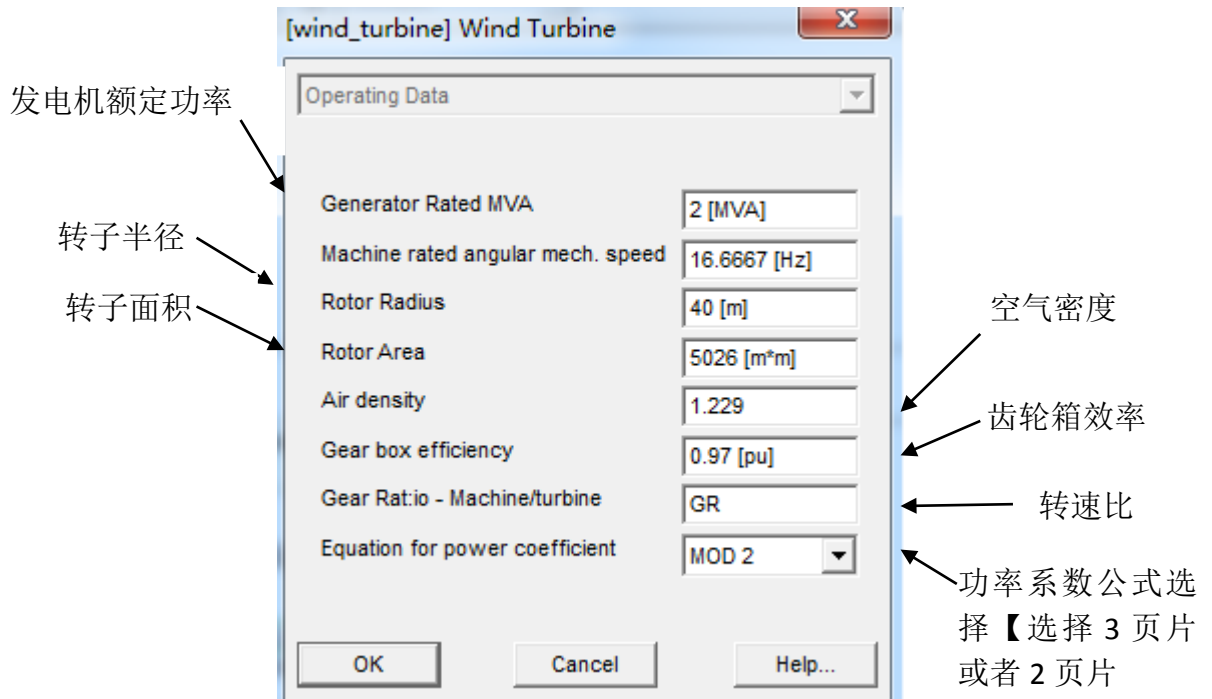 [wind_turbine] Wind Turbine
Operating Data
发电机额定功率
Generator Rated MVA
2 [MVA]
转子半径
Machine rated angular mech. speed
16.6667 [Hz]
转子面积
Rotor Radius
40 [m]
空气密度
Rotor Area
5026 [m*m]
Air density
1.229
齿轮箱效率
Gear box efficiency
0.97 [pu]
Gear Rat:io - Machine/turbine
GR
转速比
Equation for power coefficient
MOD 2
功率系数公式选
择【选择 3 页片
或者 2 页片
OK
Cancel
Help...